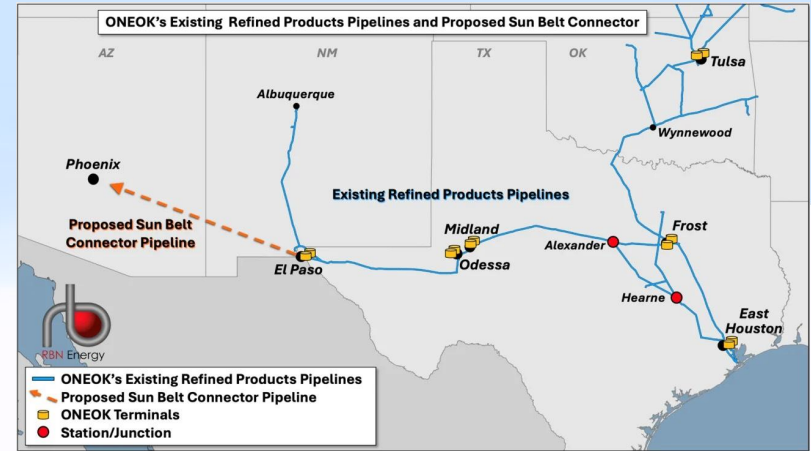 ONEOK's Existing Refined Products Pipelines and Proposed Sun Belt Connector
AZ
NM
TX
OK
Tulsa
Albuquerque
Wynnewood
Phoenix
Existing Refined Products Pipelines
Proposed Sun Belt
Connector Pipeline
Midland
Frost
Alexander
Odessa
El Paso
Hearne
East
Houston
RBN Energy
ONEOK's Existing Refined Products Pipelines
Proposed Sun Belt Connector Pipeline
ONEOK Terminals
Station/Junction